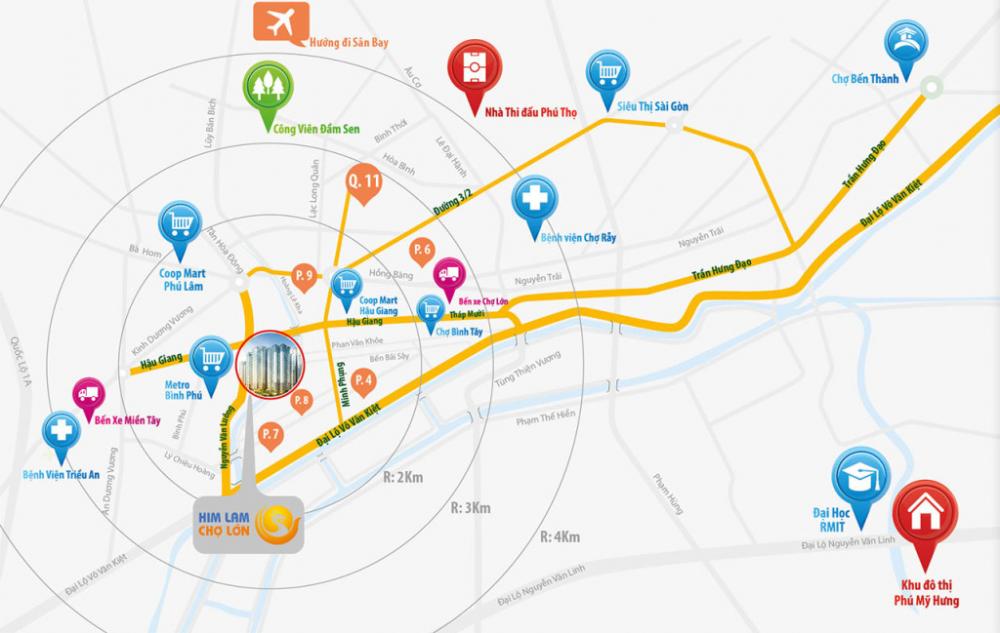 Hướng đi Sân Bay
Công Viên Đầm Sen
Nhà Thi đấu Phú Thọ
Siêu Thị Sài Gòn
Chợ Bến Thành
Âu Cơ
Lũy Bán Bích
Bình Thới
Lê Đại Hành
Hòa Bình
Lạc Long Quân
Q. 11
Đường 3/2
Trần Hưng Đạo
Đại Lộ Võ Văn Kiệt
Bệnh viện Chợ Rẫy
Nguyễn Trãi
Coop Mart
Phú Lâm
Bà Hom
Tân Hòa Đông
P. 6
P. 9
Hồng Bàng
Nguyễn Trãi
Trần Hưng Đạo
Hoàng Lê Kha
Coop Mart
Hậu Giang
Bến xe Chợ Lớn
Tháp Mười
Chợ Bình Tây
Hậu Giang
Kinh Dương Vương
Phan Văn Khỏe
Bến Bãi Sậy
Hậu Giang
Metro
Bình Phú
Quốc Lộ 1A
Minh Phụng
P. 4
P. 8
P. 7
Tùng Thiện Vương
Phạm Thế Hiển
Đại Lộ Võ Văn Kiệt
Bến Xe Miền Tây
Bệnh Viện Triều An
Bình Phú
Lý Chiêu Hoàng
An Dương Vương
Nguyễn Văn Luông
R: 2Km
R: 3Km
R: 4Km
HIM LAM
CHỢ LỚN
Phạm Hùng
Đại Học
RMIT
Đại Lộ Nguyễn Văn Linh
Khu đô thị
Phú Mỹ Hưng
Đại Lộ Võ Văn Kiệt
Đại Lộ Nguyễn Văn Linh